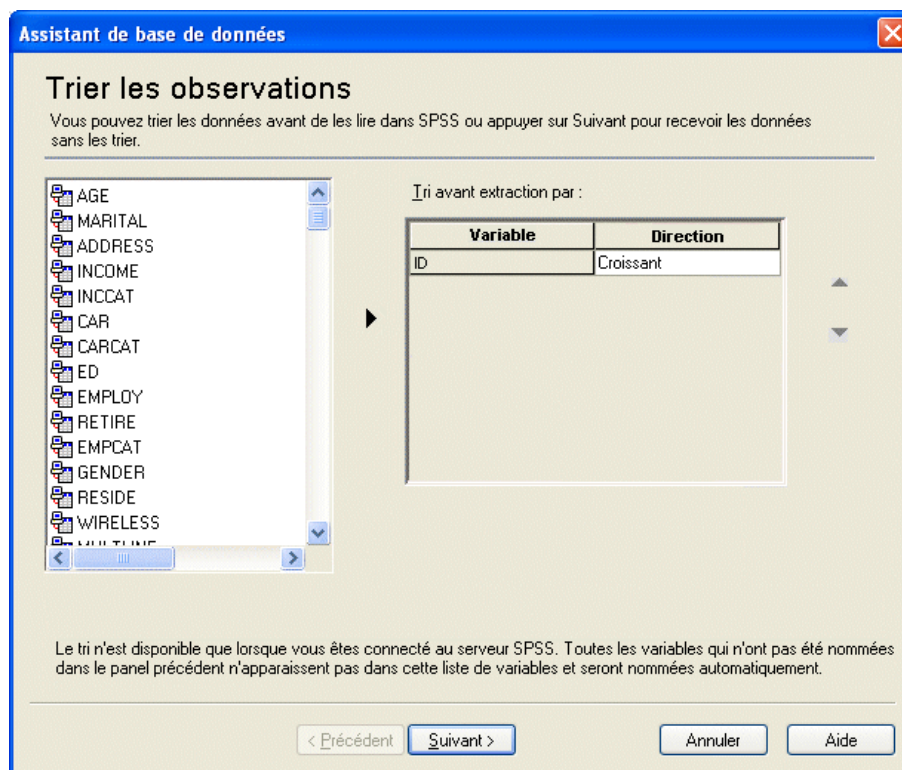 Assistant de base de données
Trier les observations
Vous pouvez trier les données avant de les lire dans SPSS ou appuyer sur Suivant pour recevoir les données
sans les trier.
AGE
MARITAL
ADDRESS
INCOME
INCCAT
CAR
CARCAT
ED
EMPLOY
RETIRE
EMPCAT
GENDER
RESIDE
WIRELESS
Tri avant extraction par :
Variable Direction
ID Croissant
Le tri n'est disponible que lorsque vous êtes connecté au serveur SPSS. Toutes les variables qui n'ont pas été nommées
dans le panel précédent n'apparaissent pas dans cette liste de variables et seront nommées automatiquement.
< Précédent Suivant > Annuler Aide